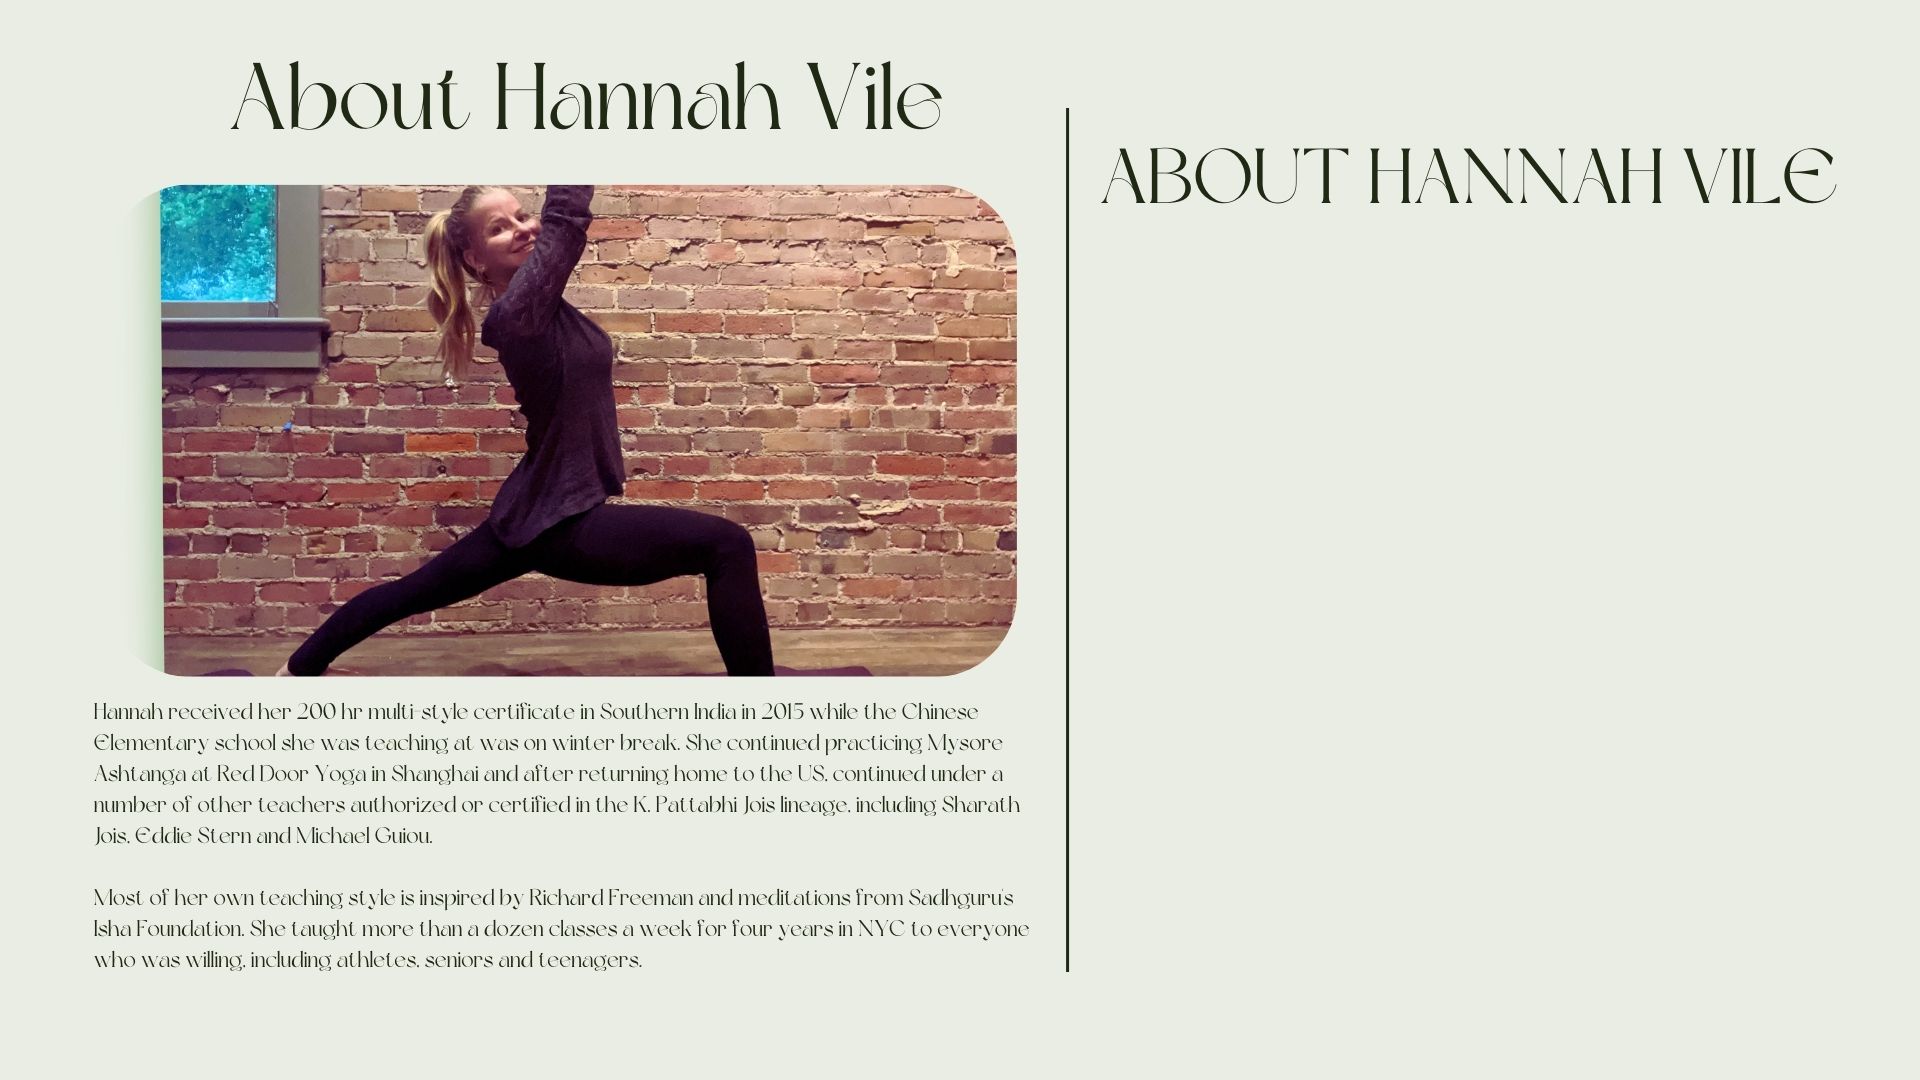 About Hannah Vile
Hannah received her 200 hr multi-style certificate in Southern India in 2015 while the Chinese
Elementary school she was teaching at was on winter break. She continued practicing Mysore
Ashtanga at Red Door Yoga in Shanghai and after returning home to the US, continued under a
number of other teachers authorized or certified in the K. Pattabhi Jois lineage, including Sharath
Jois, Eddie Stern and Michael Guiou.
Most of her own teaching style is inspired by Richard Freeman and meditations from Sadhguru's
Isha Foundation. She taught more than a dozen classes a week for four years in NYC to everyone
who was willing, including athletes, seniors and teenagers.
ABOUT HANNAH VILE